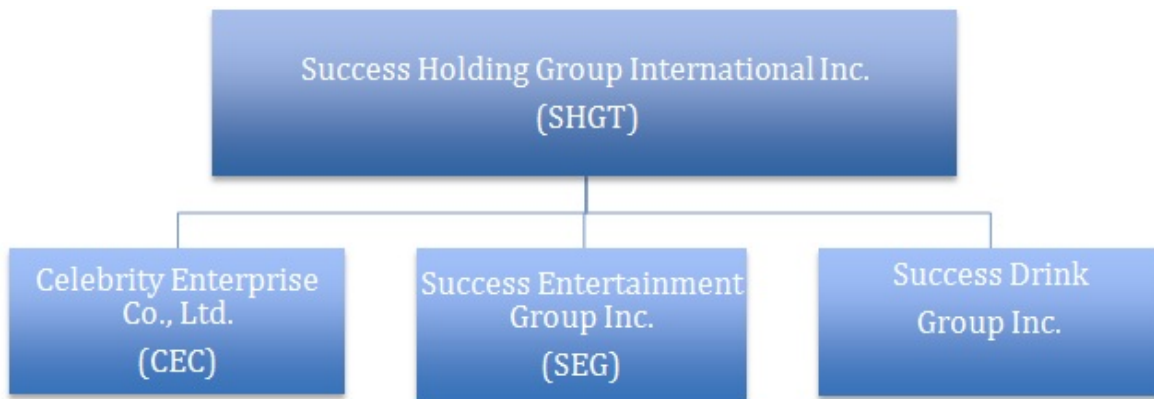 Success Holding Group International Inc.
(SHGT)
Celebrity Enterprise
Co., Ltd.
(CEC)
Success Entertainment
Group Inc.
(SEG)
Success Drink
Group Inc.